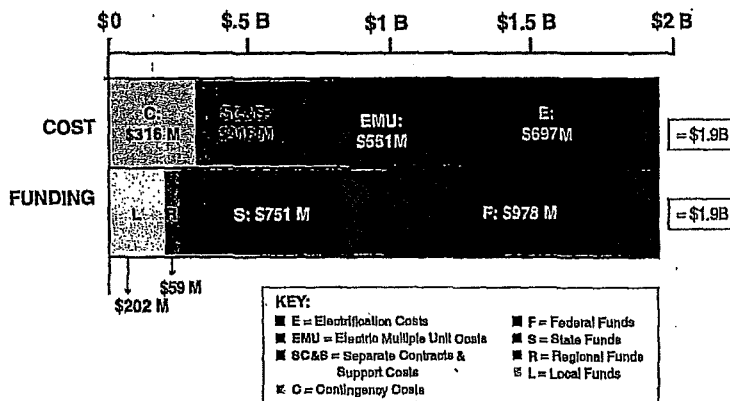 $0 $.5 B $1 B $1.5 B $2 B
COST
C:
$316 M
EMU:
$551M
E:
$697M
= $1.9B
FUNDING
L
R
S: $751 M
F: $978 M
= $1.9B
$202 M
$59 M
KEY:
E = Electrification Costs
EMU = Electric Multiple Unit Costs
SC&S = Separate Contracts &
Support Costs
C = Contingency Costs
F = Federal Funds
S = State Funds
R = Regional Funds
L = Local Funds